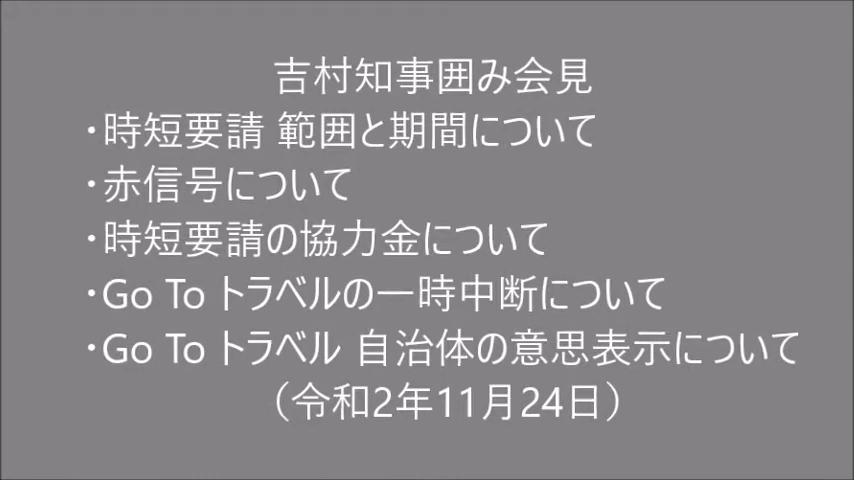 吉村知事囲み会見
・時短要請 範囲と期間について
・赤信号について
・時短要請の協力金について
・Go To トラベルの一時中断について
・Go To トラベル 自治体の意思表示について
（令和2年11月24日）